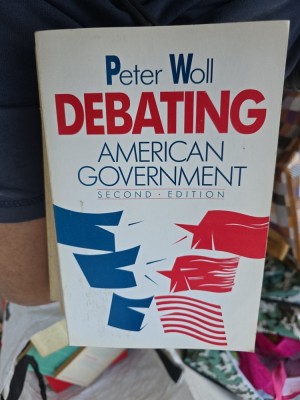 Peter Woll
DEBATING
AMERICAN
GOVERNMENT
SECOND · EDITION